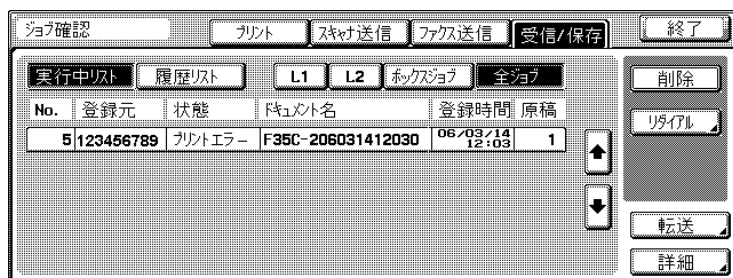 ジョブ確認 プリント スキャナ送信 ファクス送信 受信/保存 終了
実行中リスト 履歴リスト L1 L2 ボックスジョブ 全ジョブ 削除
No. 登録元 状態 ドキュメント名 登録時間 原稿
リダイアル
5 123456789 プリントエラー F35C-206031412030 06/03/14 12:03 1
転送
詳細